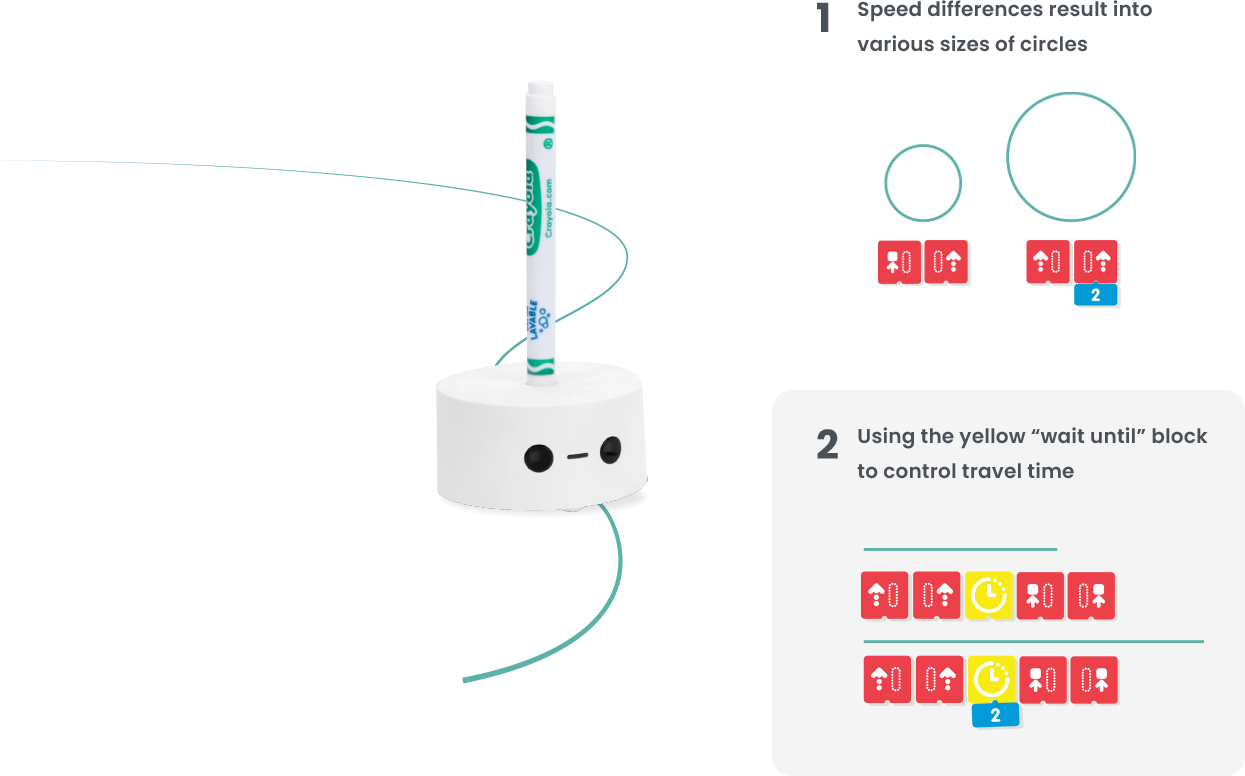 1
Speed differences result into
various sizes of circles
Crayola
®
Crayola.com
LAVABLE
2
2
Using the yellow “wait until” block
to control travel time
2